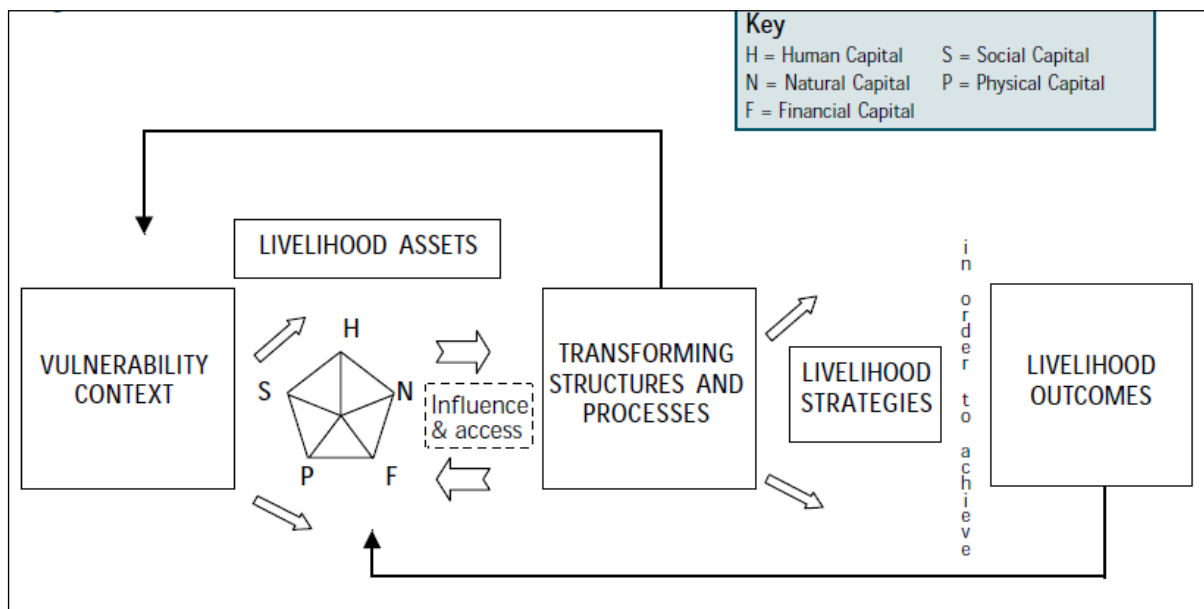 Key
H = Human Capital S = Social Capital
N = Natural Capital P = Physical Capital
F = Financial Capital
LIVELIHOOD ASSETS
VULNERABILITY
CONTEXT
H
S
N
P
F
Influence
& access
TRANSFORMING
STRUCTURES AND
PROCESSES
LIVELIHOOD
STRATEGIES
in order to achieve
LIVELIHOOD
OUTCOMES